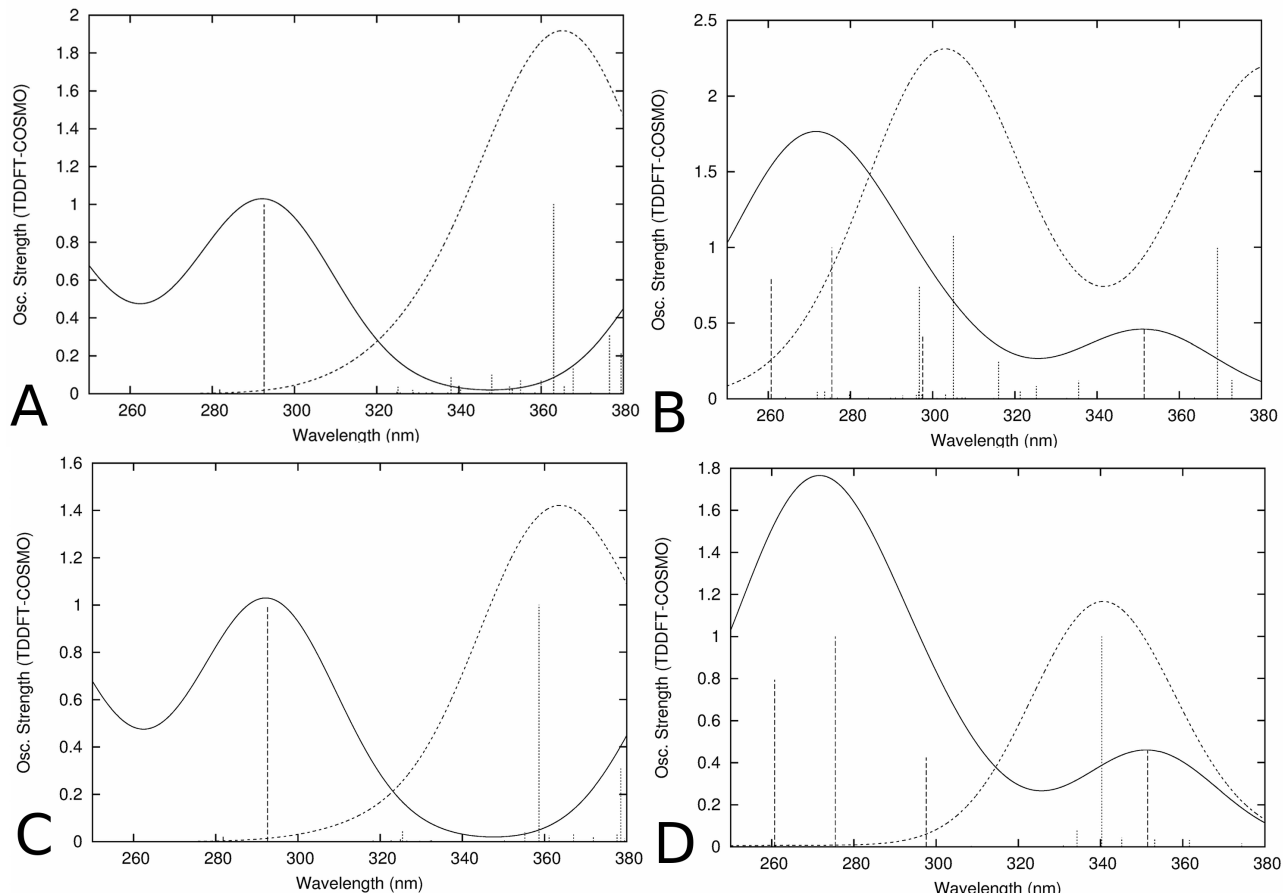 2
1.8
1.6
1.4
1.2
1
0.8
0.6
0.4
0.2
0
Osc. Strength (TDDFT-COSMO)
260 280 300 320 340 360 380
Wavelength (nm)
A
2.5
2
1.5
1
0.5
0
Osc. Strength (TDDFT-COSMO)
260 280 300 320 340 360 380
Wavelength (nm)
B
1.6
1.4
1.2
1
0.8
0.6
0.4
0.2
0
Osc. Strength (TDDFT-COSMO)
260 280 300 320 340 360 380
Wavelength (nm)
C
1.8
1.6
1.4
1.2
1
0.8
0.6
0.4
0.2
0
Osc. Strength (TDDFT-COSMO)
260 280 300 320 340 360 380
Wavelength (nm)
D